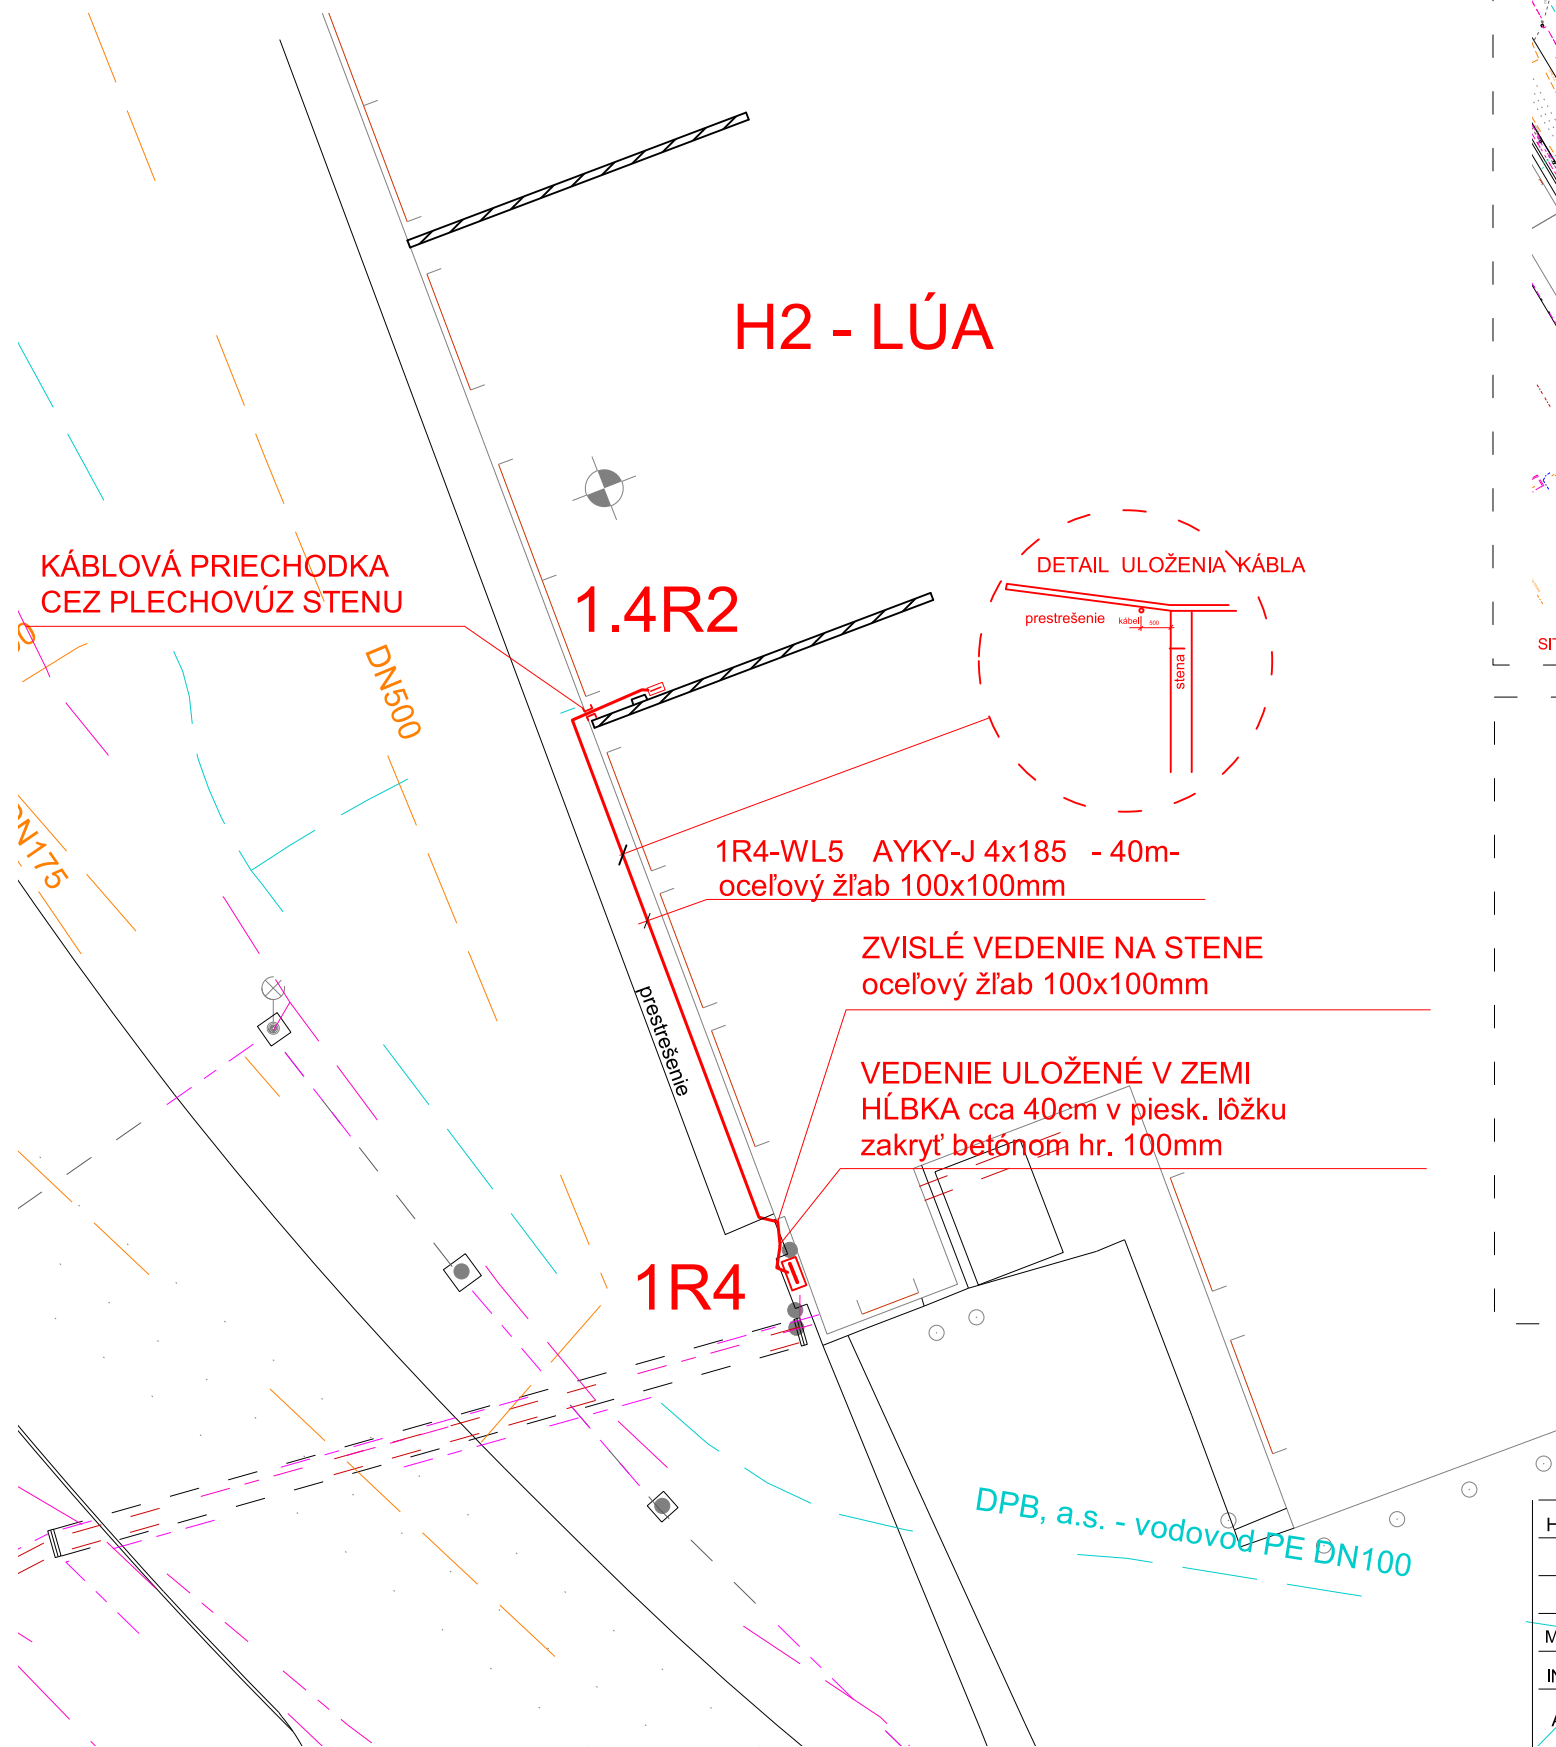 H2 - LÚA
KÁBLOVÁ PRIECHODKA
CEZ PLECHOVÚZ STENU
1.4R2
DETAIL ULOŽENIA KÁBLA
prestrešenie
kábel
500
stena
DN500
1R4-WL5 AYKY-J 4x185 - 40m-
oceľový žľab 100x100mm
ZVISLÉ VEDENIE NA STENE
oceľový žľab 100x100mm
prestrešenie
VEDENIE ULOŽENÉ V ZEMI
HĹBKA cca 40cm v piesk. lôžku
zakryť betónom hr. 100mm
1R4
DPB, a.s. - vodovod PE DN100